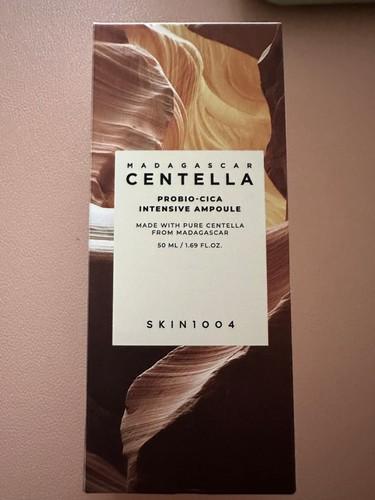 MADAGASCAR
CENTELLA
PROBIO-CICA
INTENSIVE AMPOULE
MADE WITH PURE CENTELLA
FROM MADAGASCAR
50 ML / 1.69 FL.OZ.
SKIN1004